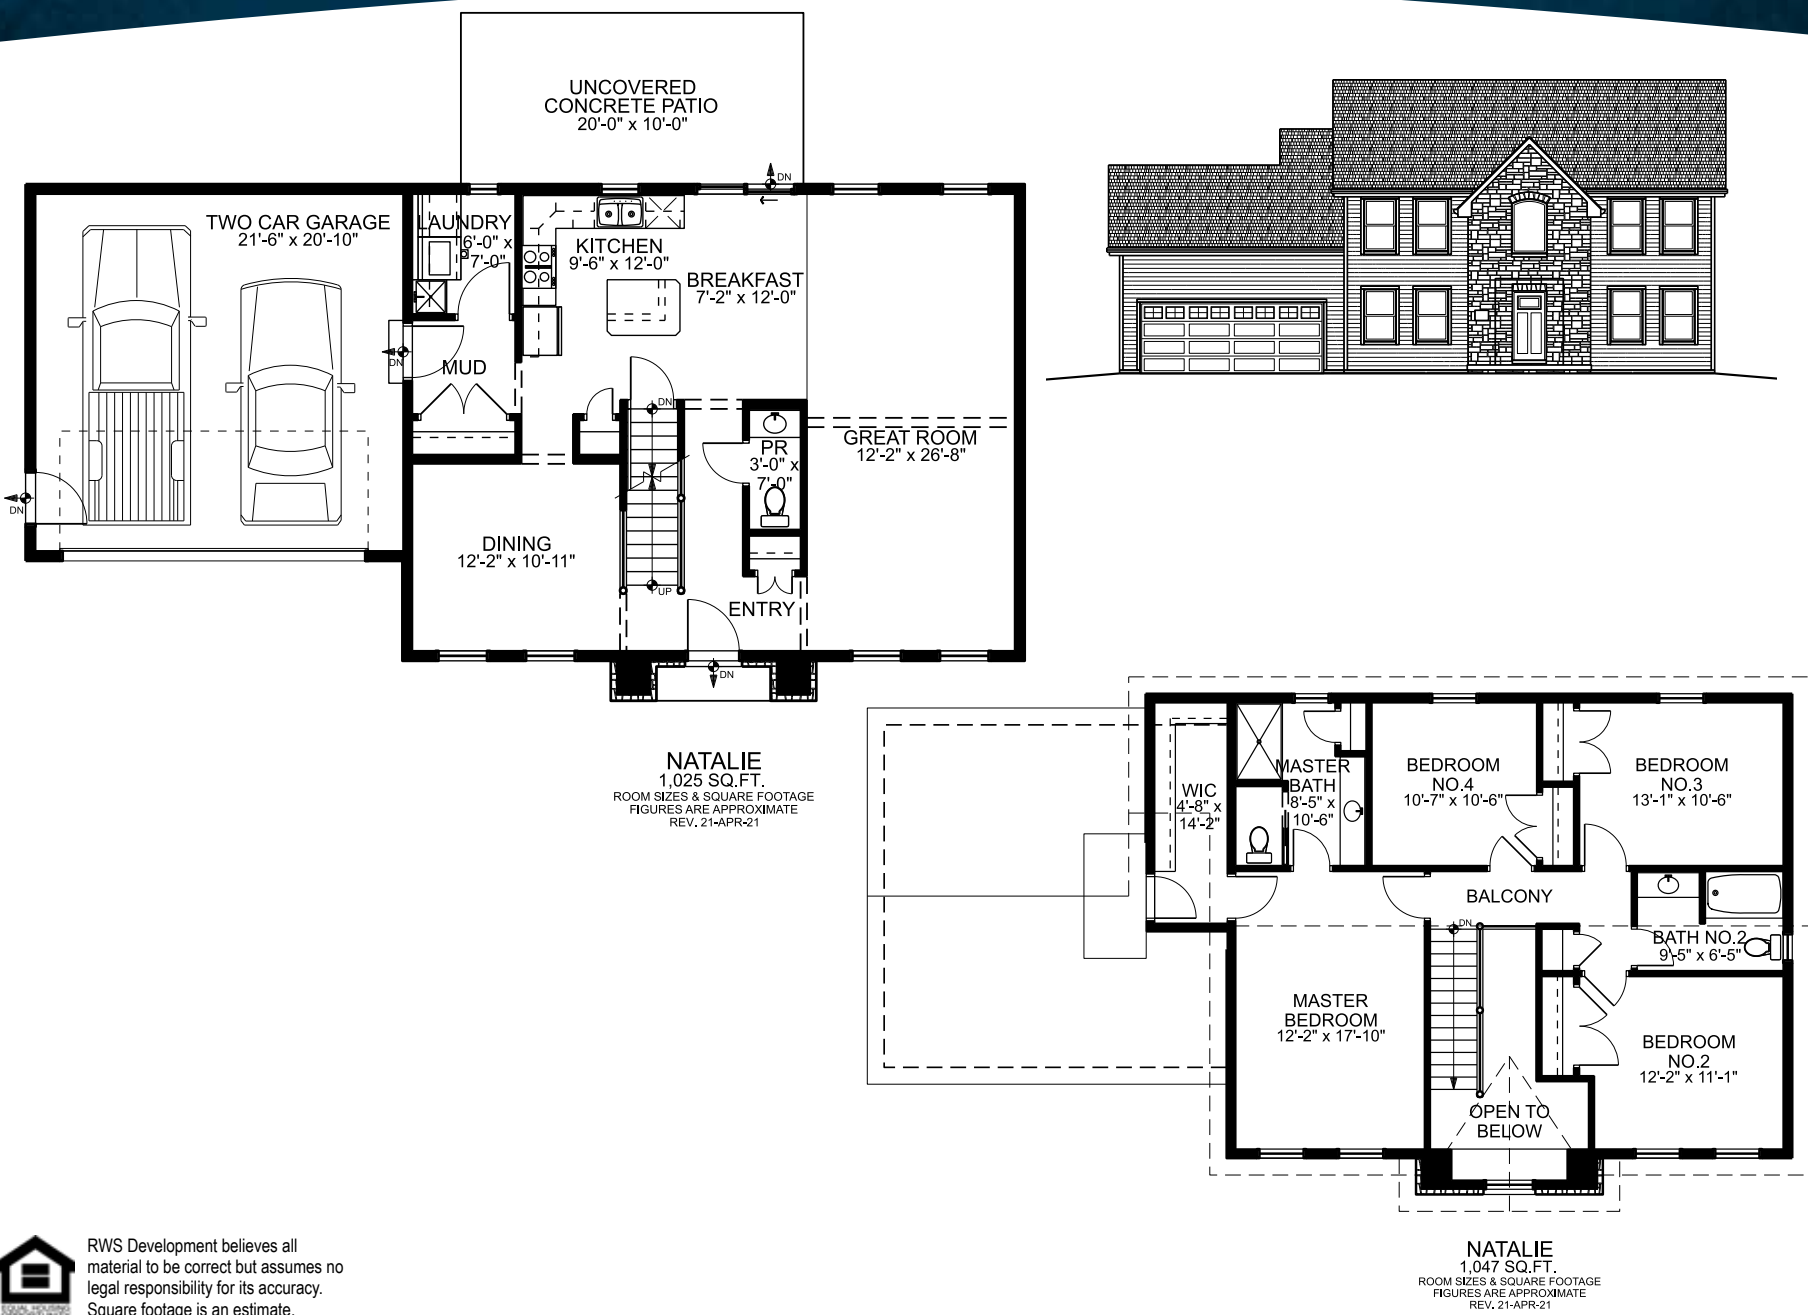 UNCOVERED
CONCRETE PATIO
20'-0" x 10'-0"
DN
TWO CAR GARAGE
21'-6" x 20'-10"
LAUNDRY
6'-0" x
7'-0"
KITCHEN
9'-6" x 12'-0"
BREAKFAST
7'-2" x 12'-0"
DN
MUD
DN
GREAT ROOM
12'-2" x 26'-8"
PR
3'-0" x
7'-0"
DN
DINING
12'-2" x 10'-11"
UP
ENTRY
DN
NATALIE
1,025 SQ.FT.
ROOM SIZES & SQUARE FOOTAGE
FIGURES ARE APPROXIMATE
REV. 21-APR-21
WIC
4'-8" x
14'-2"
MASTER
BATH
8'-5" x
10'-6"
BEDROOM
NO.4
10'-7" x 10'-6"
BEDROOM
NO.3
13'-1" x 10'-6"
BALCONY
DN
BATH NO.2
9'-5" x 6'-5"
MASTER
BEDROOM
12'-2" x 17'-10"
BEDROOM
NO.2
12'-2" x 11'-1"
OPEN TO
BELOW
NATALIE
1,047 SQ.FT.
ROOM SIZES & SQUARE FOOTAGE
FIGURES ARE APPROXIMATE
REV. 21-APR-21
RWS Development believes all
material to be correct but assumes no
legal responsibility for its accuracy.
Square footage is an estimate.
EQUAL HOUSING